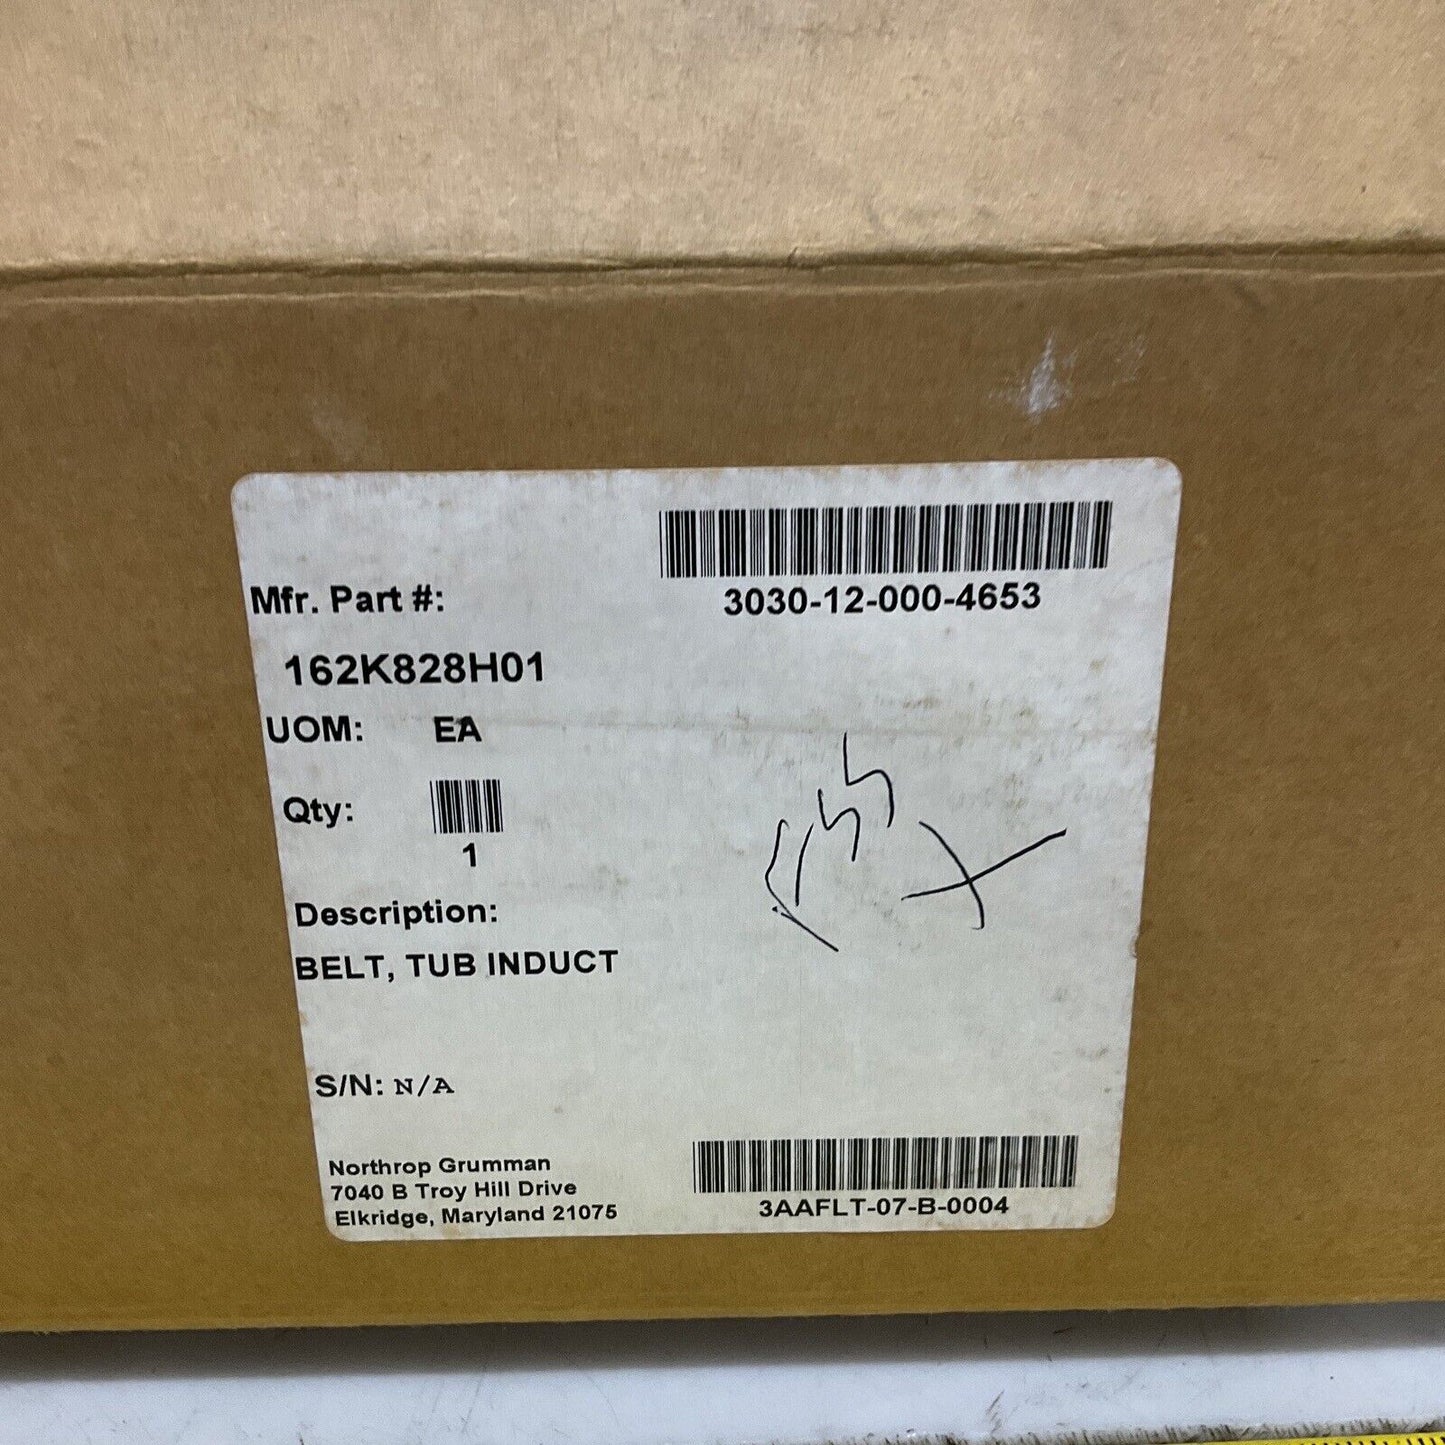 3030-12-000-4653
Mfr. Part #:
162K828H01
UOM: EA
Qty:
1
Description:
BELT, TUB INDUCT
S/N: N/A
Northrop Grumman
7040 B Troy Hill Drive
Elkridge, Maryland 21075
3AAFLT-07-B-0004